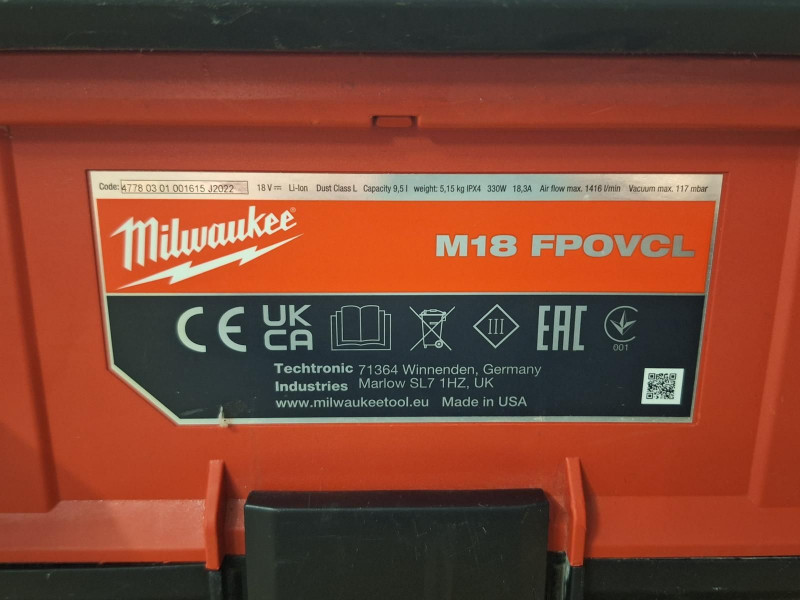 Code: 4778 03 01 001615 J2022 18 V Li-Ion Dust Class L Capacity 9,5 l weight: 5,15 kg IPX4 330W 18,3A Air flow max. 1416 l/min Vacuum max. 117 mbar
Milwaukee
M18 FPOVCL
CE UK CA III EAC 001
Techtronic 71364 Winnenden, Germany
Industries Marlow SL7 1HZ, UK
www.milwaukeetool.eu Made in USA